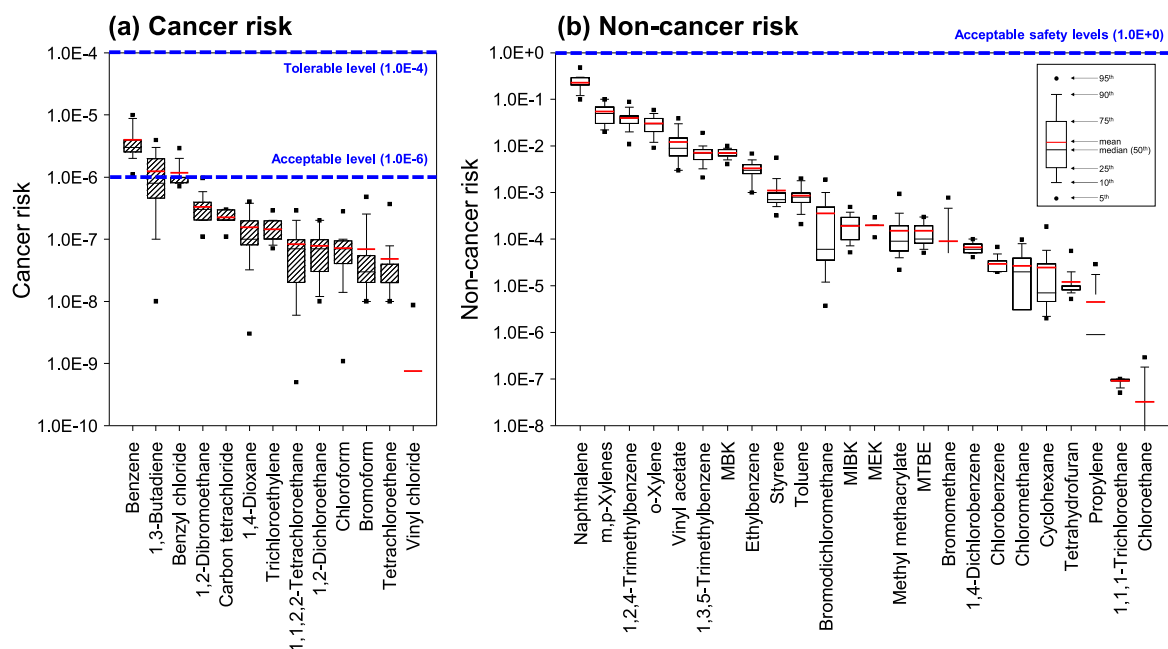 (a) Cancer risk
1.0E-4
1.0E-5
1.0E-6
1.0E-7
1.0E-8
1.0E-9
1.0E-10
Cancer risk
Tolerable level (1.0E-4)
Acceptable level (1.0E-6)
Benzene
1,3-Butadiene
Benzyl chloride
1,2-Dibromoethane
Carbon tetrachloride
1,4-Dioxane
Trichloroethylene
1,1,2,2-Tetrachloroethane
1,2-Dichloroethane
Chloroform
Bromoform
Tetrachloroethene
Vinyl chloride
(b) Non-cancer risk
Acceptable safety levels (1.0E+0)
1.0E+0
1.0E-1
1.0E-2
1.0E-3
1.0E-4
1.0E-5
1.0E-6
1.0E-7
1.0E-8
Non-cancer risk
95th
90th
75th
mean
median (50th)
25th
10th
5th
Naphthalene
m,p-Xylenes
1,2,4-Trimethylbenzene
o-Xylene
Vinyl acetate
1,3,5-Trimethylbenzene
MBK
Ethylbenzene
Styrene
Toluene
Bromodichloromethane
MIBK
MEK
Methyl methacrylate
MTBE
Bromomethane
1,4-Dichlorobenzene
Chlorobenzene
Chloromethane
Cyclohexane
Tetrahydrofuran
Propylene
1,1,1-Trichloroethane
Chloroethane